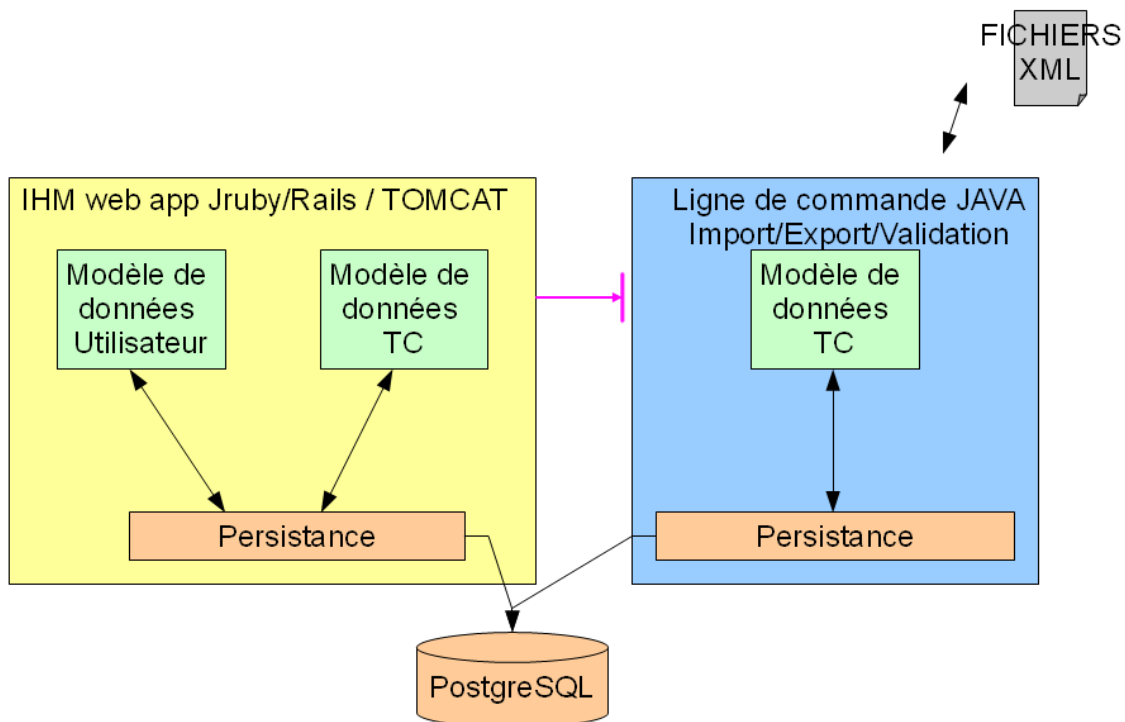 FICHIERS
XML
IHM web app Jruby/Rails / TOMCAT
Modèle de
données
Utilisateur
Modèle de
données
TC
Persistance
Ligne de commande JAVA
Import/Export/Validation
Modèle de
données
TC
Persistance
PostgreSQL